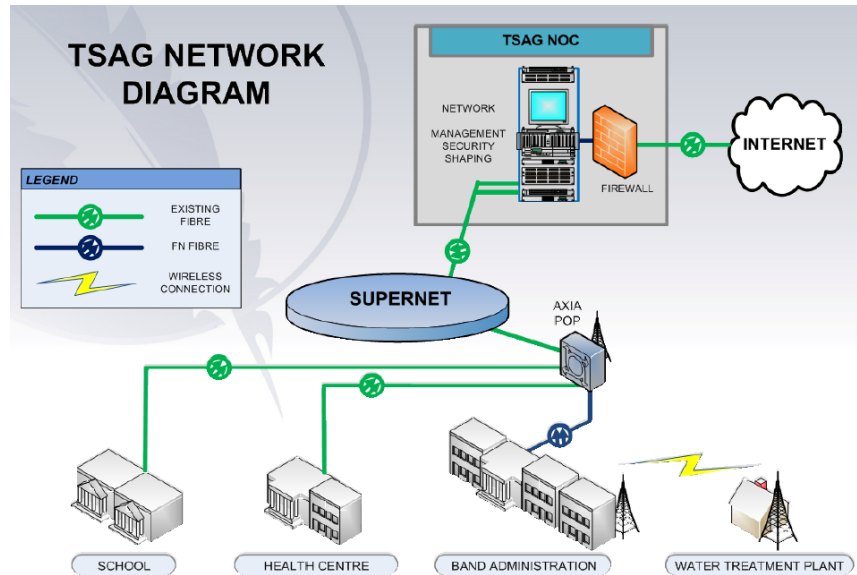 TSAG NETWORK
DIAGRAM
TSAG NOC
NETWORK
MANAGEMENT
SECURITY
SHAPING
FIREWALL
INTERNET
LEGEND
EXISTING
FIBRE
FN FIBRE
WIRELESS
CONNECTION
SUPERNET
AXIA
POP
SCHOOL
HEALTH CENTRE
BAND ADMINISTRATION
WATER TREATMENT PLANT